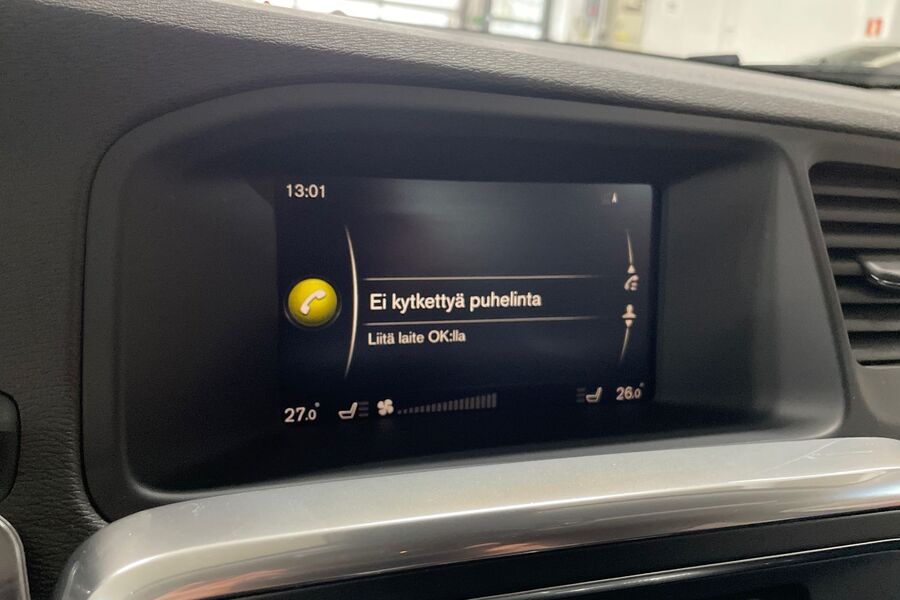 13:01
Ei kytkettyä puhelinta
Liitä laite OK:lla
27.0° 26.0°